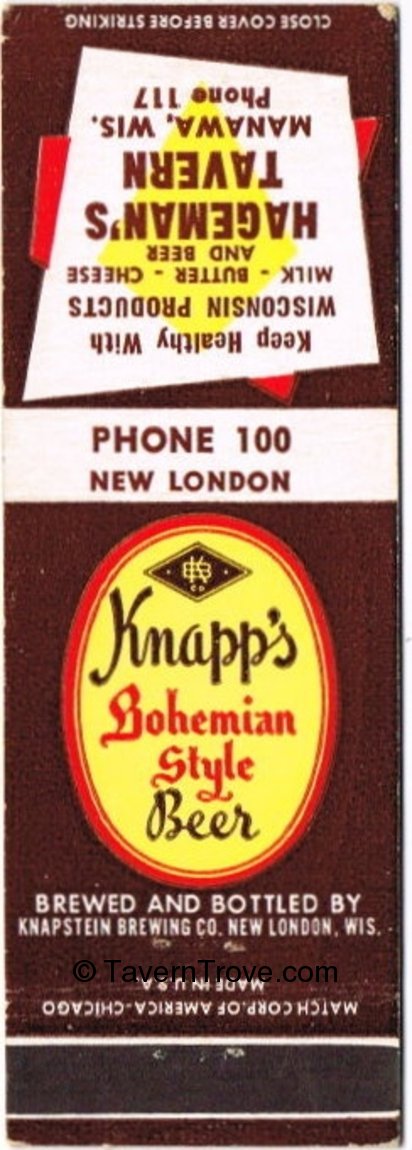 CLOSE COVER BEFORE STRIKING
Keep Healthy With
WISCONSIN PRODUCTS
MILK - BUTTER - CHEESE
AND BEER
HAGEMAN'S
TAVERN
MANAWA, WIS.
Phone 117
PHONE 100
NEW LONDON
KB
CO
Knapp's
Bohemian
Style
Beer
BREWED AND BOTTLED BY
KNAPSTEIN BREWING CO. NEW LONDON, WIS.
© TavernTrove.com
MADE IN U.S.A.
MATCH CORP. OF AMERICA-CHICAGO